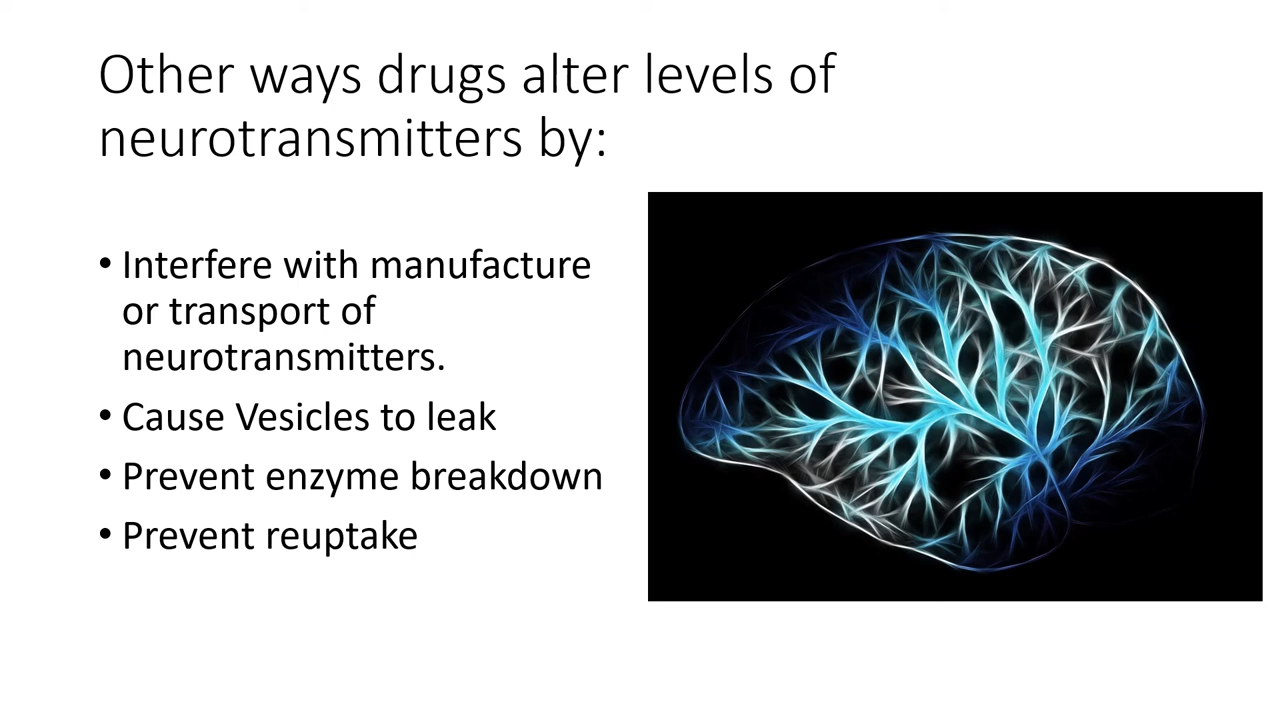 Other ways drugs alter levels of
neurotransmitters by:
• Interfere with manufacture
or transport of
neurotransmitters.
• Cause Vesicles to leak
• Prevent enzyme breakdown
• Prevent reuptake